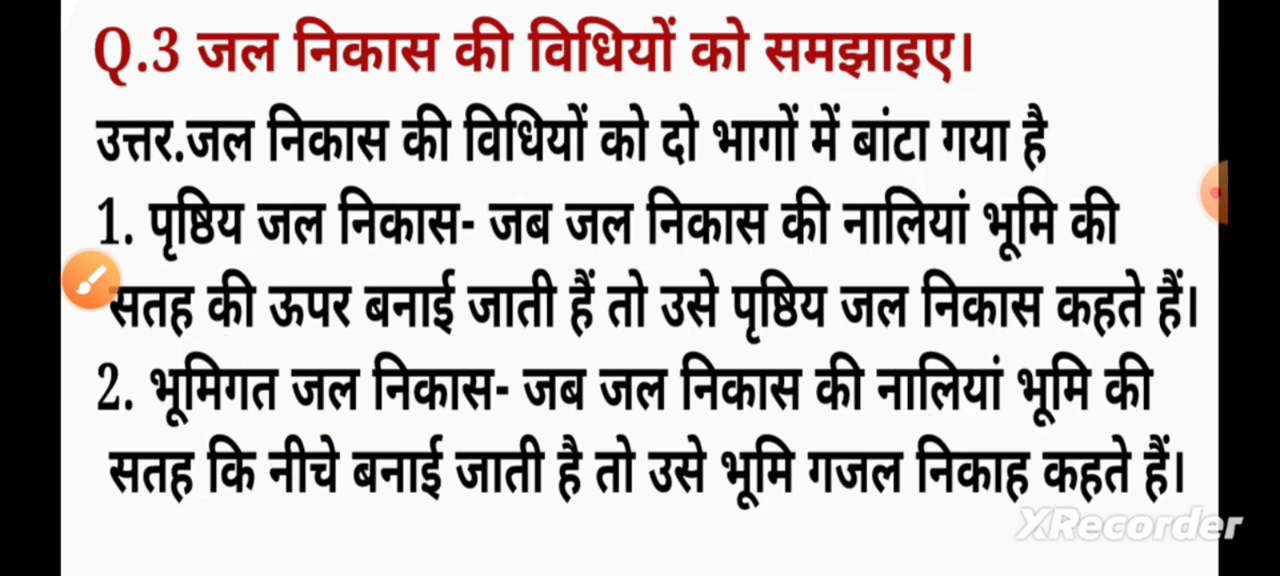 Q.3 जल निकास की विधियों को समझाइए।
उत्तर.जल निकास की विधियों को दो भागों में बांटा गया है
1. पृष्ठिय जल निकास- जब जल निकास की नालियां भूमि की
सतह की ऊपर बनाई जाती हैं तो उसे पृष्ठिय जल निकास कहते हैं।
2. भूमिगत जल निकास- जब जल निकास की नालियां भूमि की
सतह कि नीचे बनाई जाती है तो उसे भूमि गजल निकाह कहते हैं।
XRecorder